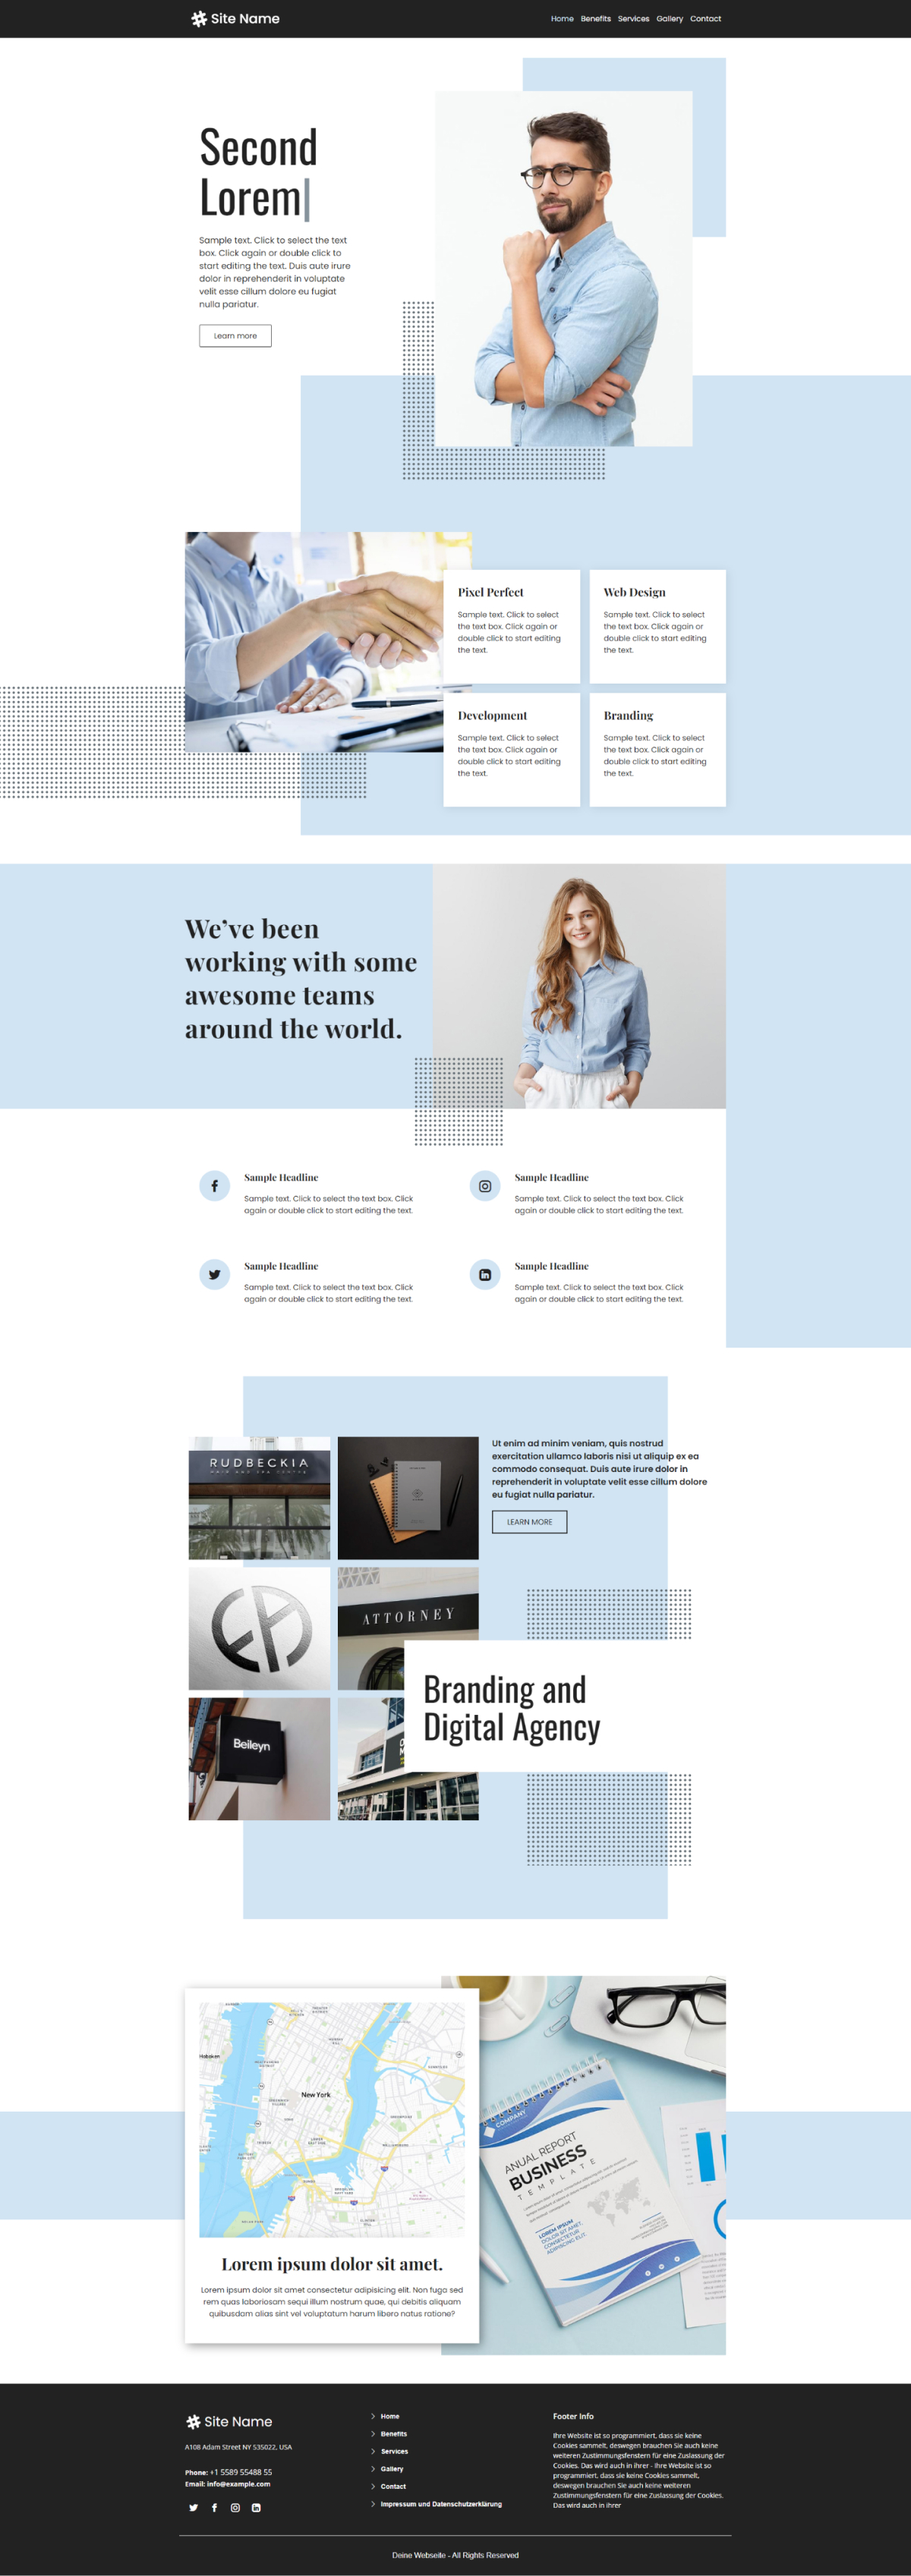 Site Name
Home Benefits Services Gallery Contact
Second
Lorem|
Sample text. Click to select the text
box. Click again or double click to
start editing the text. Duis aute irure
dolor in reprehenderit in voluptate
velit esse cillum dolore eu fugiat
nulla pariatur.
Learn more
Pixel Perfect
Sample text. Click to select
the text box. Click again or
double click to start editing
the text.
Web Design
Sample text. Click to select
the text box. Click again or
double click to start editing
the text.
Development
Sample text. Click to select
the text box. Click again or
double click to start editing
the text.
Branding
Sample text. Click to select
the text box. Click again or
double click to start editing
the text.
We've been
working with some
awesome teams
around the world.
Sample Headline
Sample text. Click to select the text box. Click
again or double click to start editing the text.
Sample Headline
Sample text. Click to select the text box. Click
again or double click to start editing the text.
Sample Headline
Sample text. Click to select the text box. Click
again or double click to start editing the text.
Sample Headline
Sample text. Click to select the text box. Click
again or double click to start editing the text.
RUDBECKIA
Ut enim ad minim veniam, quis nostrud
exercitation ullamco laboris nisi ut aliquip ex ea
commodo consequat. Duis aute irure dolor in
reprehenderit in voluptate velit esse cillum dolore
eu fugiat nulla pariatur.
LEARN MORE
ATTORNEY
Beileyn
Branding and
Digital Agency
Hoboken
New York
COMPANY
ANUAL REPORT
BUSINESS
TEMPLATE
LOREM IPSUM
DOLOR SIT AMET,
CONSECTETUR
ADIPISCING ELIT.
Lorem ipsum dolor sit amet.
Lorem ipsum dolor sit amet consectetur adipisicing elit. Non fuga sed
rem quas laboriosam sequi illum nostrum quae, qui debitis aliquam
quibusdam alias sint vel voluptatum harum libero natus ratione?
Site Name
A108 Adam Street NY 535022, USA
Phone: +1 5589 55488 55
Email: info@example.com
Home
Benefits
Services
Gallery
Contact
Impressum und Datenschutzerklärung
Footer Info
Ihre Website ist so programmiert, dass sie keine
Cookies sammelt, deswegen brauchen Sie auch keine
weiteren Zustimmungsfenstern für eine Zulassung der
Cookies. Das wird auch in ihrer - Ihre Website ist so
programmiert, dass sie keine Cookies sammelt,
deswegen brauchen Sie auch keine weiteren
Zustimmungsfenstern für eine Zulassung der Cookies.
Das wird auch in ihrer
Deine Webseite - All Rights Reserved